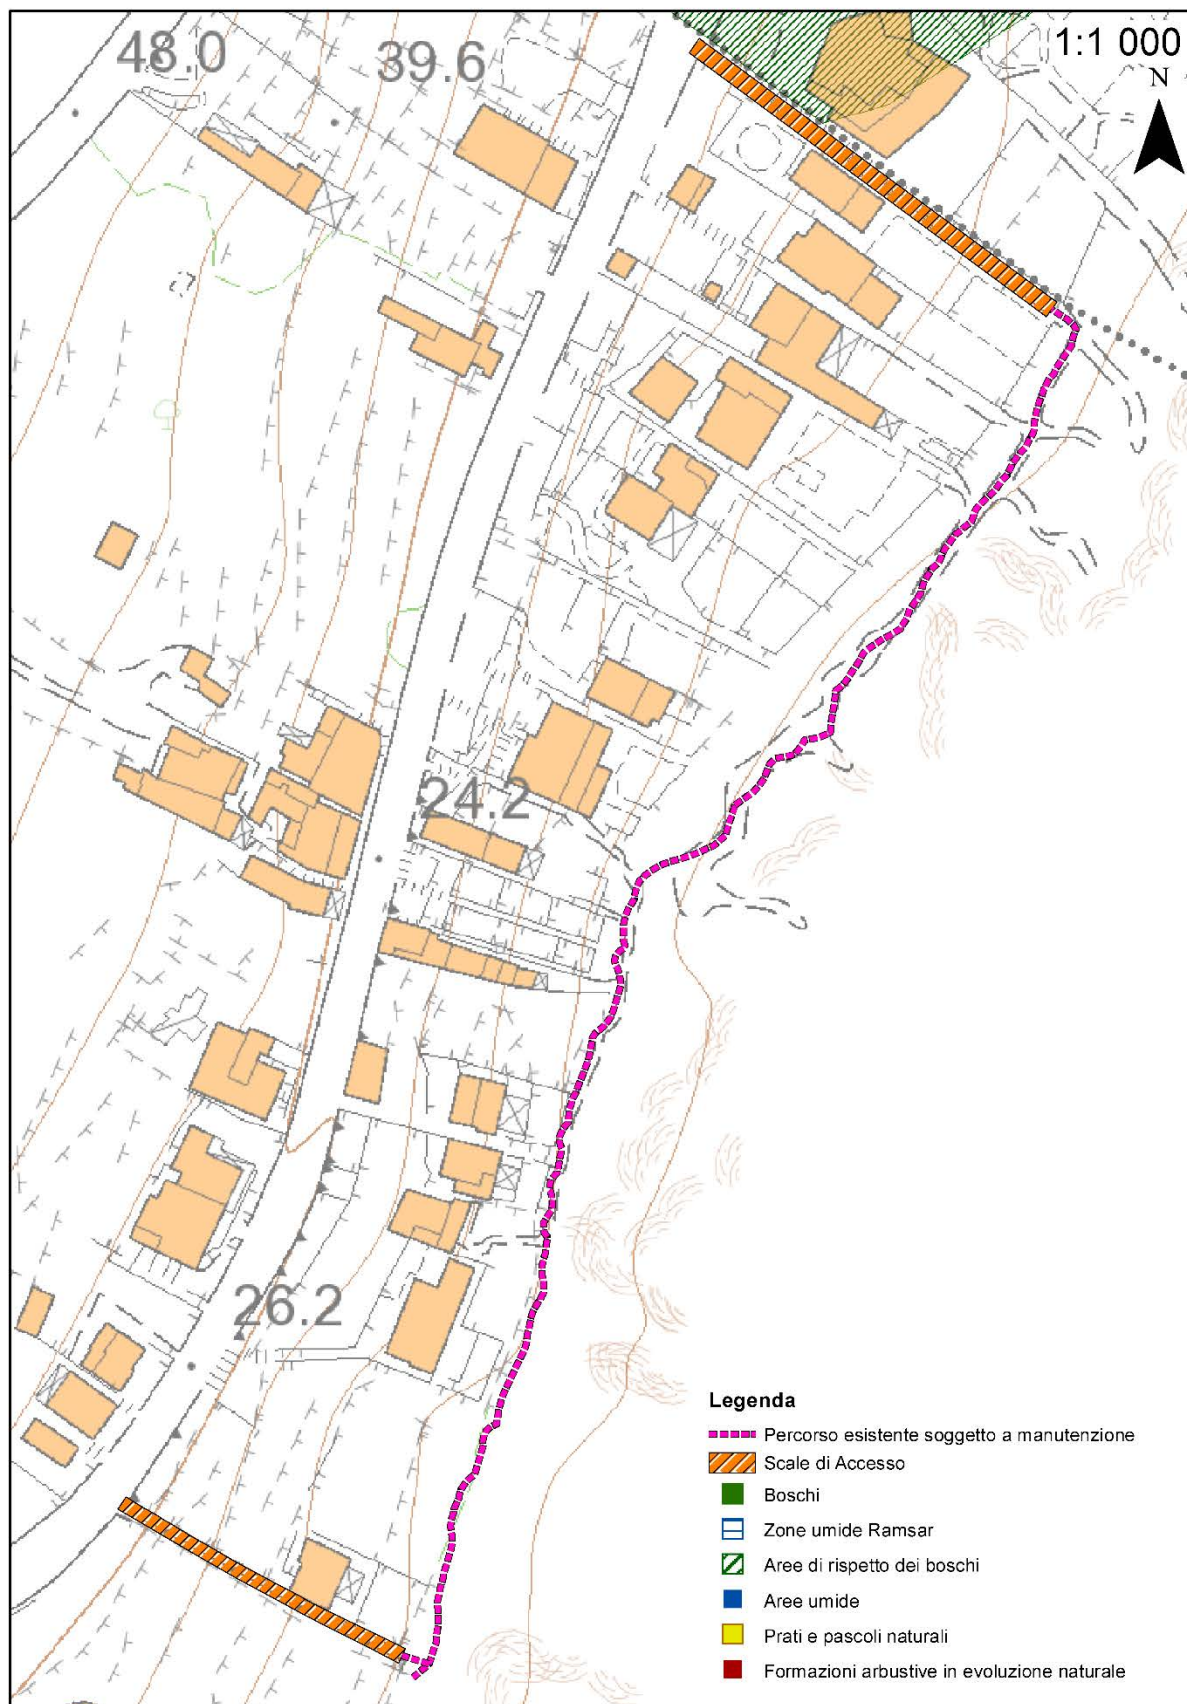 48.0
39.6
1:1 000
N
24.2
26.2
Legenda
Percorso esistente soggetto a manutenzione
Scale di Accesso
Boschi
Zone umide Ramsar
Aree di rispetto dei boschi
Aree umide
Prati e pascoli naturali
Formazioni arbustive in evoluzione naturale